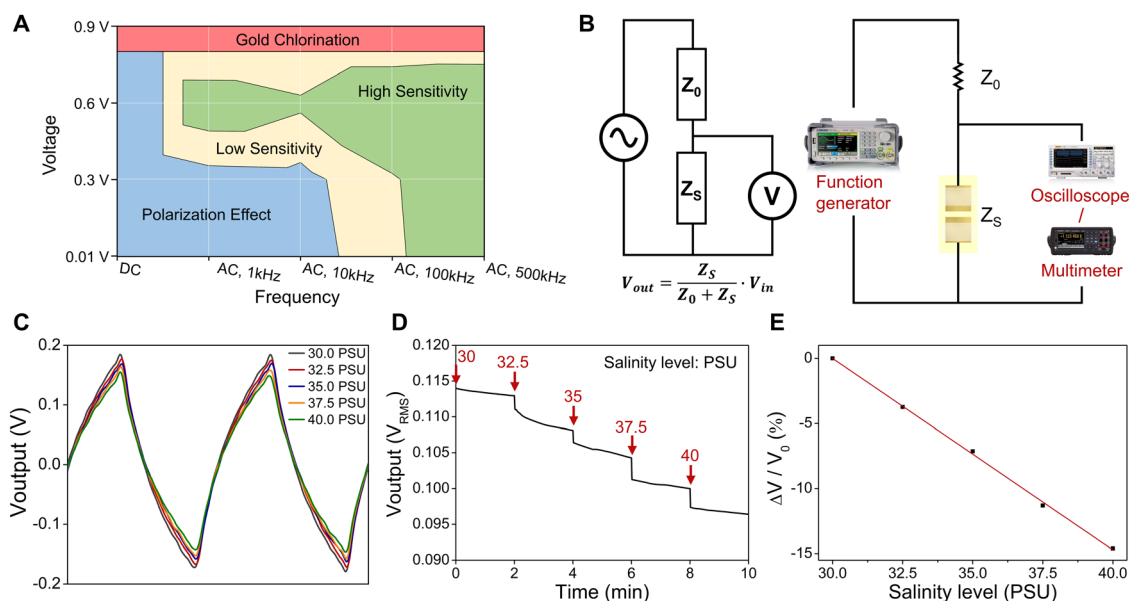 A
0.9 V
0.6 V
0.3 V
0.01 V
Voltage
Gold Chlorination
High Sensitivity
Low Sensitivity
Polarization Effect
DC
AC, 1kHz
AC, 10kHz
AC, 100kHz
AC, 500kHz
Frequency
B
Z0
ZS
V
Vout = ZS / Z0 + ZS · Vin
Function
generator
Z0
ZS
Oscilloscope
/
Multimeter
C
Voutput (V)
0.2
0.1
0.0
-0.1
-0.2
30.0 PSU
32.5 PSU
35.0 PSU
37.5 PSU
40.0 PSU
D
Voutput (VRMS)
0.120
0.115
0.110
0.105
0.100
0.095
0.090
Salinity level: PSU
30
32.5
35
37.5
40
0 2 4 6 8 10
Time (min)
E
ΔV / V0 (%)
0
-5
-10
-15
30.0 32.5 35.0 37.5 40.0
Salinity level (PSU)